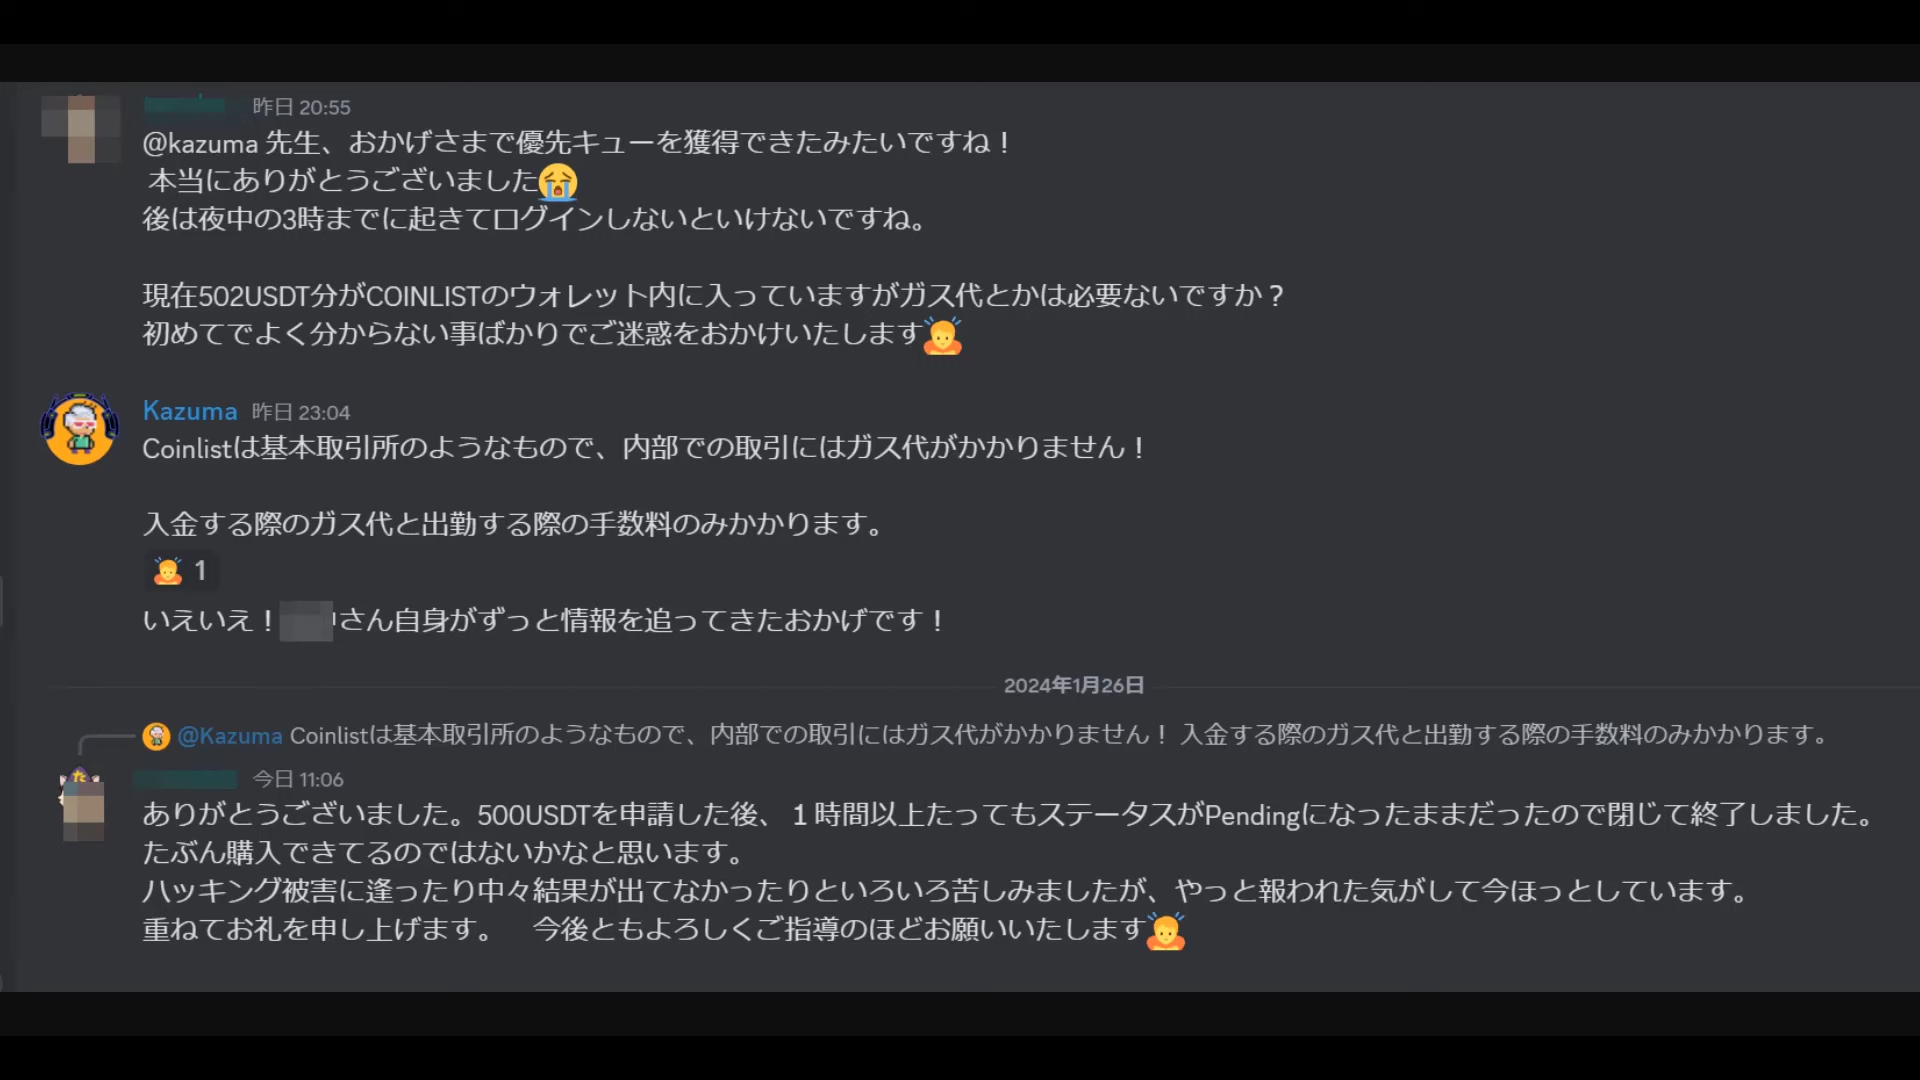 昨日 20:55
@kazuma 先生、おかげさまで優先キューを獲得できたみたいですね！
本当にありがとうございました😭
後は夜中の3時までに起きてログインしないといけないですね。
現在502USDT分がCOINLISTのウォレット内に入っていますがガス代とかは必要ないですか？
初めてでよく分からない事ばかりでご迷惑をおかけいたします🙇
Kazuma 昨日 23:04
Coinlistは基本取引所のようなもので、内部での取引にはガス代がかかりません！
入金する際のガス代と出勤する際の手数料のみかかります。
🙇 1
いえいえ！さん自身がずっと情報を追ってきたおかげです！
2024年1月26日
@Kazuma Coinlistは基本取引所のようなもので、内部での取引にはガス代がかかりません！ 入金する際のガス代と出勤する際の手数料のみかかります。
今日 11:06
ありがとうございました。500USDTを申請した後、１時間以上たってもステータスがPendingになったままだったので閉じて終了しました。
たぶん購入できてるのではないかなと思います。
ハッキング被害に逢ったり中々結果が出てなかったりといろいろ苦しみましたが、やっと報われた気がして今ほっとしています。
重ねてお礼を申し上げます。　今後ともよろしくご指導のほどお願いいたします🙇